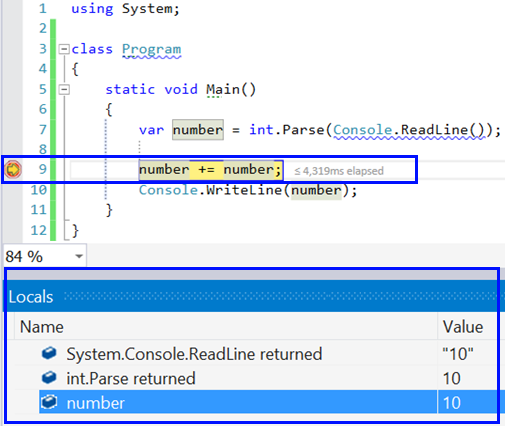 1 using System;
2
3 class Program
4 {
5 static void Main()
6 {
7 var number = int.Parse(Console.ReadLine());
8
9 number += number; ≤ 4,319ms elapsed
10 Console.WriteLine(number);
11 }
12 }
84 %
Locals
Name Value
System.Console.ReadLine returned "10"
int.Parse returned 10
number 10